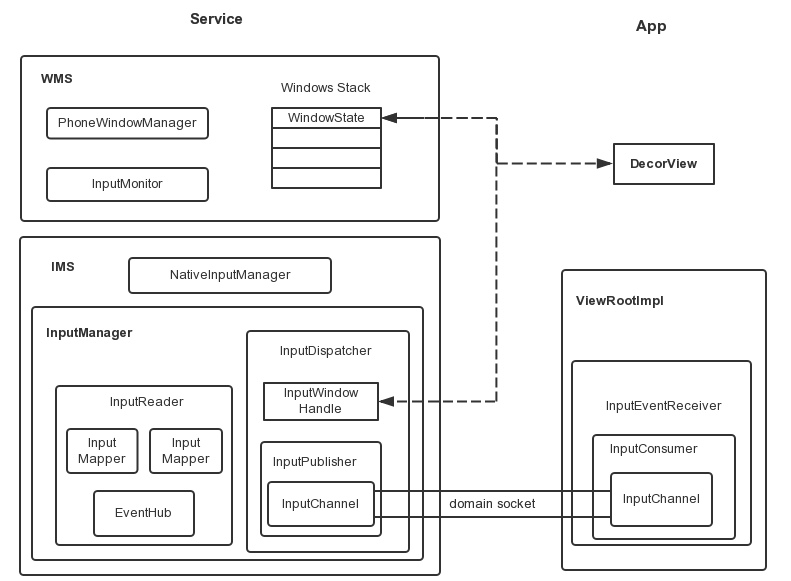 Service
App
WMS
Windows Stack
PhoneWindowManager
WindowState
InputMonitor
DecorView
IMS
NativeInputManager
ViewRootImpl
InputManager
InputDispatcher
InputWindow
Handle
InputReader
InputEventReceiver
Input
Mapper
Input
Mapper
InputPublisher
InputConsumer
InputChannel
domain socket
InputChannel
EventHub